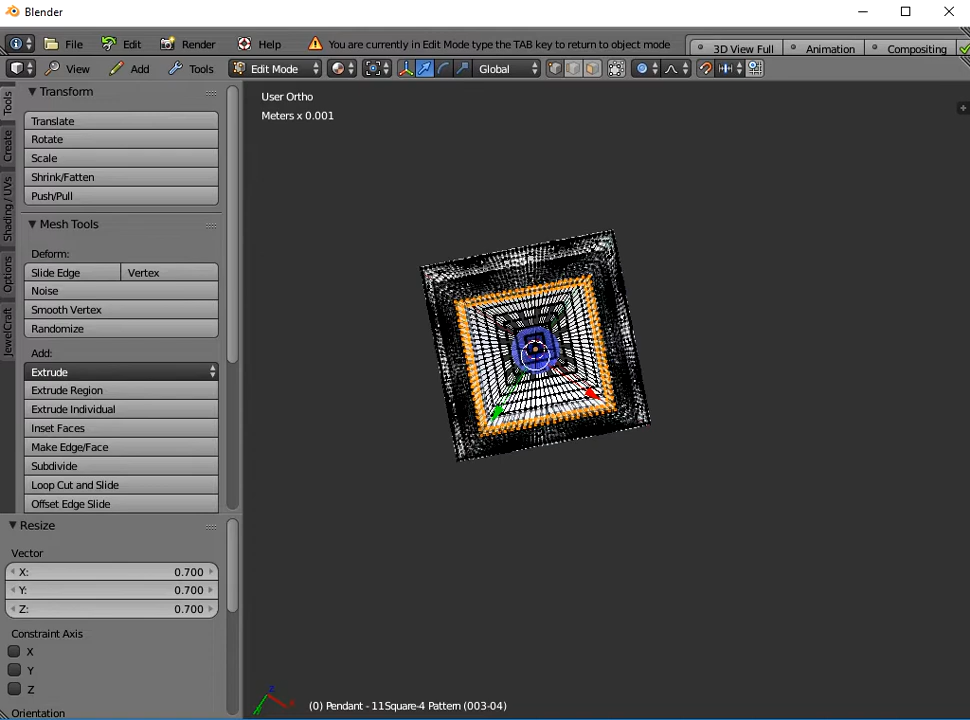 Blender
File Edit Render Help You are currently in Edit Mode type the TAB key to return to object mode 3D View Full Animation Compositing
View Add Tools Edit Mode Global
Tools
Create
Shading / UVs
Options
JewelCraft
Transform
Translate
Rotate
Scale
Shrink/Fatten
Push/Pull
Mesh Tools
Deform:
Slide Edge Vertex
Noise
Smooth Vertex
Randomize
Add:
Extrude
Extrude Region
Extrude Individual
Inset Faces
Make Edge/Face
Subdivide
Loop Cut and Slide
Offset Edge Slide
Resize
Vector
X: 0.700
Y: 0.700
Z: 0.700
Constraint Axis
X
Y
Z
Orientation
User Ortho
Meters x 0.001
(0) Pendant - 11Square-4 Pattern (003-04)